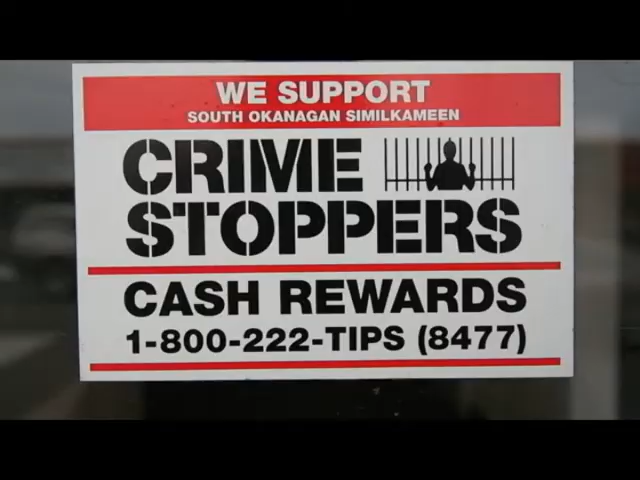 WE SUPPORT
SOUTH OKANAGAN SIMILKAMEEN
CRIME
STOPPERS
CASH REWARDS
1-800-222-TIPS (8477)